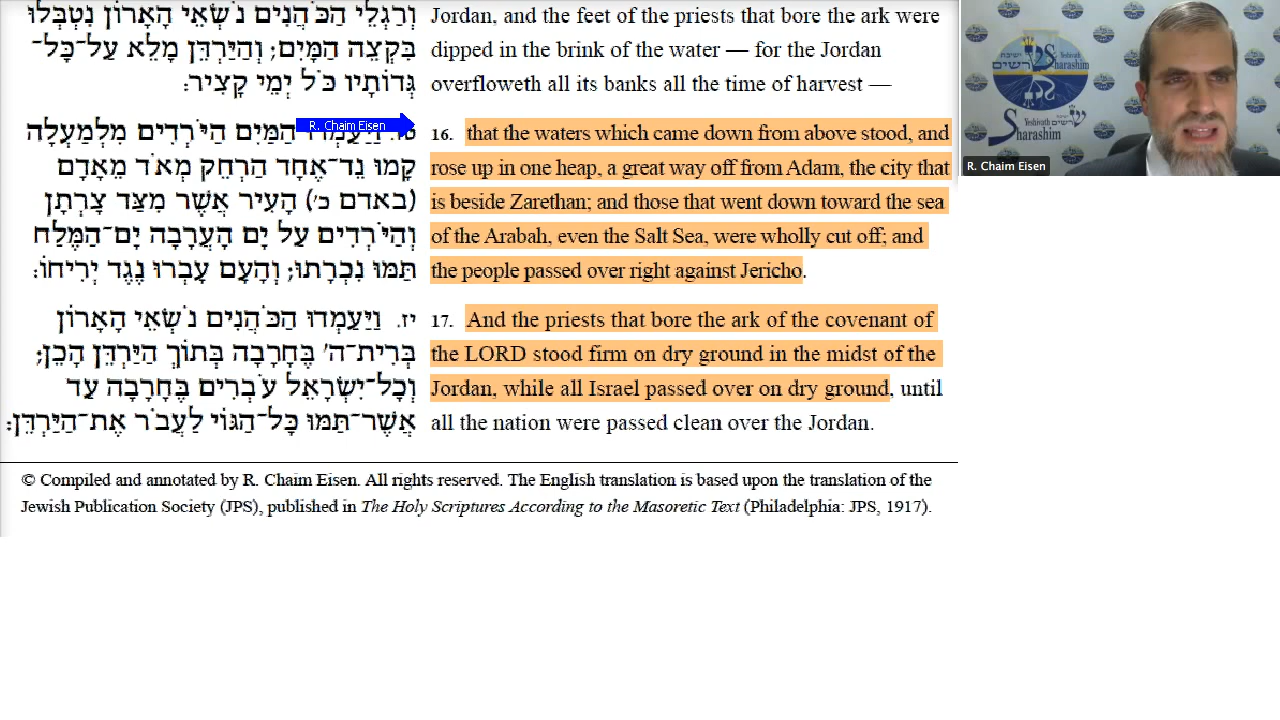 וְרַגְלֵי הַכֹּהֲנִים נֹשְׂאֵי הָאָרוֹן נִטְבְּלוּ
בִּקְצֵה הַמָּיִם; וְהַיַּרְדֵּן מָלֵא עַל־כָּל־
גְּדוֹתָיו כֹּל יְמֵי קָצִיר:
הַמַּיִם הַיֹּרְדִים מִלְמַעְלָה
קָמוּ נֵד־אֶחָד הַרְחֵק מְאֹד מֵאָדָם
(באדם כ׳) הָעִיר אֲשֶׁר מִצַּד צָרְתָן
וְהַיֹּרְדִים עַל יָם הָעֲרָבָה יָם־הַמֶּלַח
תַּמּוּ נִכְרָתוּ; וְהָעָם עָבְרוּ נֶגֶד יְרִיחוֹ:
יז. וַיַּעַמְדוּ הַכֹּהֲנִים נֹשְׂאֵי הָאָרוֹן
בְּרִית־ה׳ בֶּחָרָבָה בְּתוֹךְ הַיַּרְדֵּן הָכֵן;
וְכָל־יִשְׂרָאֵל עֹבְרִים בֶּחָרָבָה עַד
אֲשֶׁר־תַּמּוּ כָּל־הַגּוֹי לַעֲבֹר אֶת־הַיַּרְדֵּן:
Jordan, and the feet of the priests that bore the ark were
dipped in the brink of the water — for the Jordan
overfloweth all its banks all the time of harvest —
16. that the waters which came down from above stood, and
rose up in one heap, a great way off from Adam, the city that
is beside Zarethan; and those that went down toward the sea
of the Arabah, even the Salt Sea, were wholly cut off; and
the people passed over right against Jericho.
17. And the priests that bore the ark of the covenant of
the LORD stood firm on dry ground in the midst of the
Jordan, while all Israel passed over on dry ground, until
all the nation were passed clean over the Jordan.
© Compiled and annotated by R. Chaim Eisen. All rights reserved. The English translation is based upon the translation of the
Jewish Publication Society (JPS), published in The Holy Scriptures According to the Masoretic Text (Philadelphia: JPS, 1917).
R. Chaim Eisen
ישיבת
שרשים
Yeshivath
Sharashim
Yeshivath שרשים
Sharashim
R. Chaim Eisen